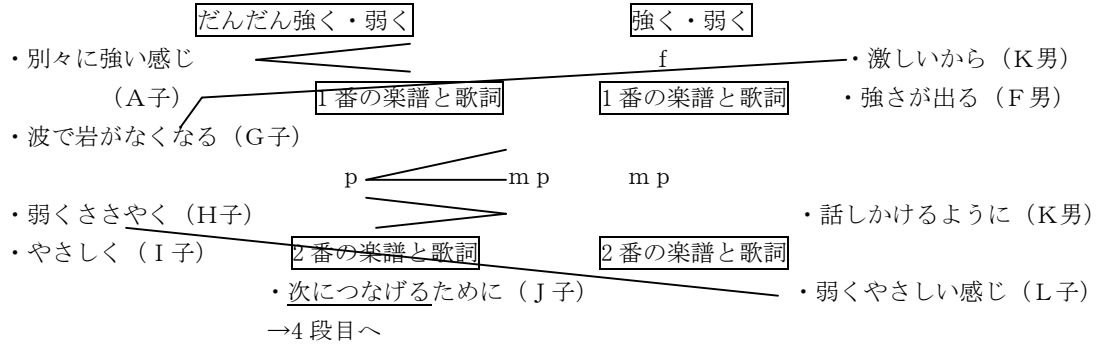 だんだん強く・弱く 強く・弱く
・別々に強い感じ f ・激しいから（K男）
（A子） 1番の楽譜と歌詞 1番の楽譜と歌詞 ・強さが出る（F男）
・波で岩がなくなる（G子）
p mp mp
・弱くささやく（H子） ・話しかけるように（K男）
・やさしく（I子） 2番の楽譜と歌詞 2番の楽譜と歌詞
・次につなげるために（J子） ・弱くやさしい感じ（L子）
→4段目へ